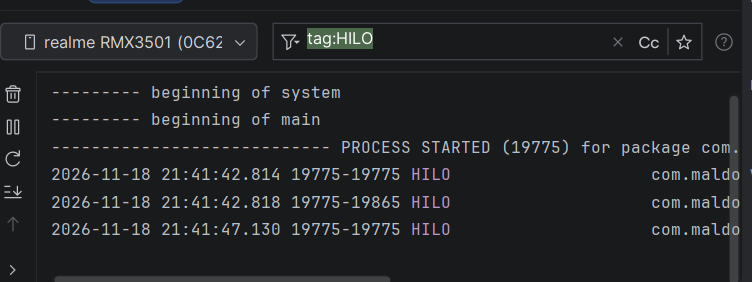 realme RMX3501 (0C62
tag:HILO
Cc
--------- beginning of system
--------- beginning of main
---------------------------- PROCESS STARTED (19775) for package com.
2026-11-18 21:41:42.814 19775-19775 HILO com.maldo
2026-11-18 21:41:42.818 19775-19865 HILO com.maldo
2026-11-18 21:41:47.130 19775-19775 HILO com.maldo